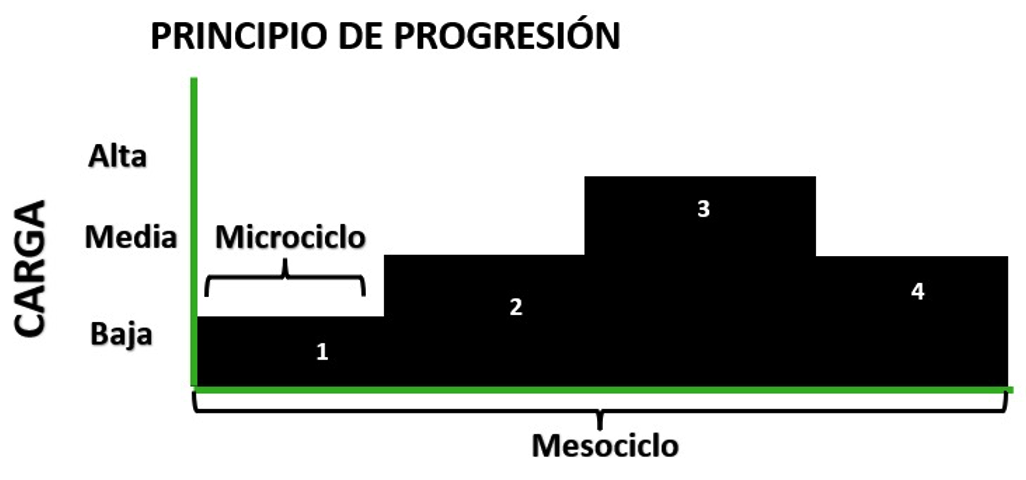 PRINCIPIO DE PROGRESIÓN
CARGA
Alta
Media
Baja
Microciclo
1
2
3
4
Mesociclo